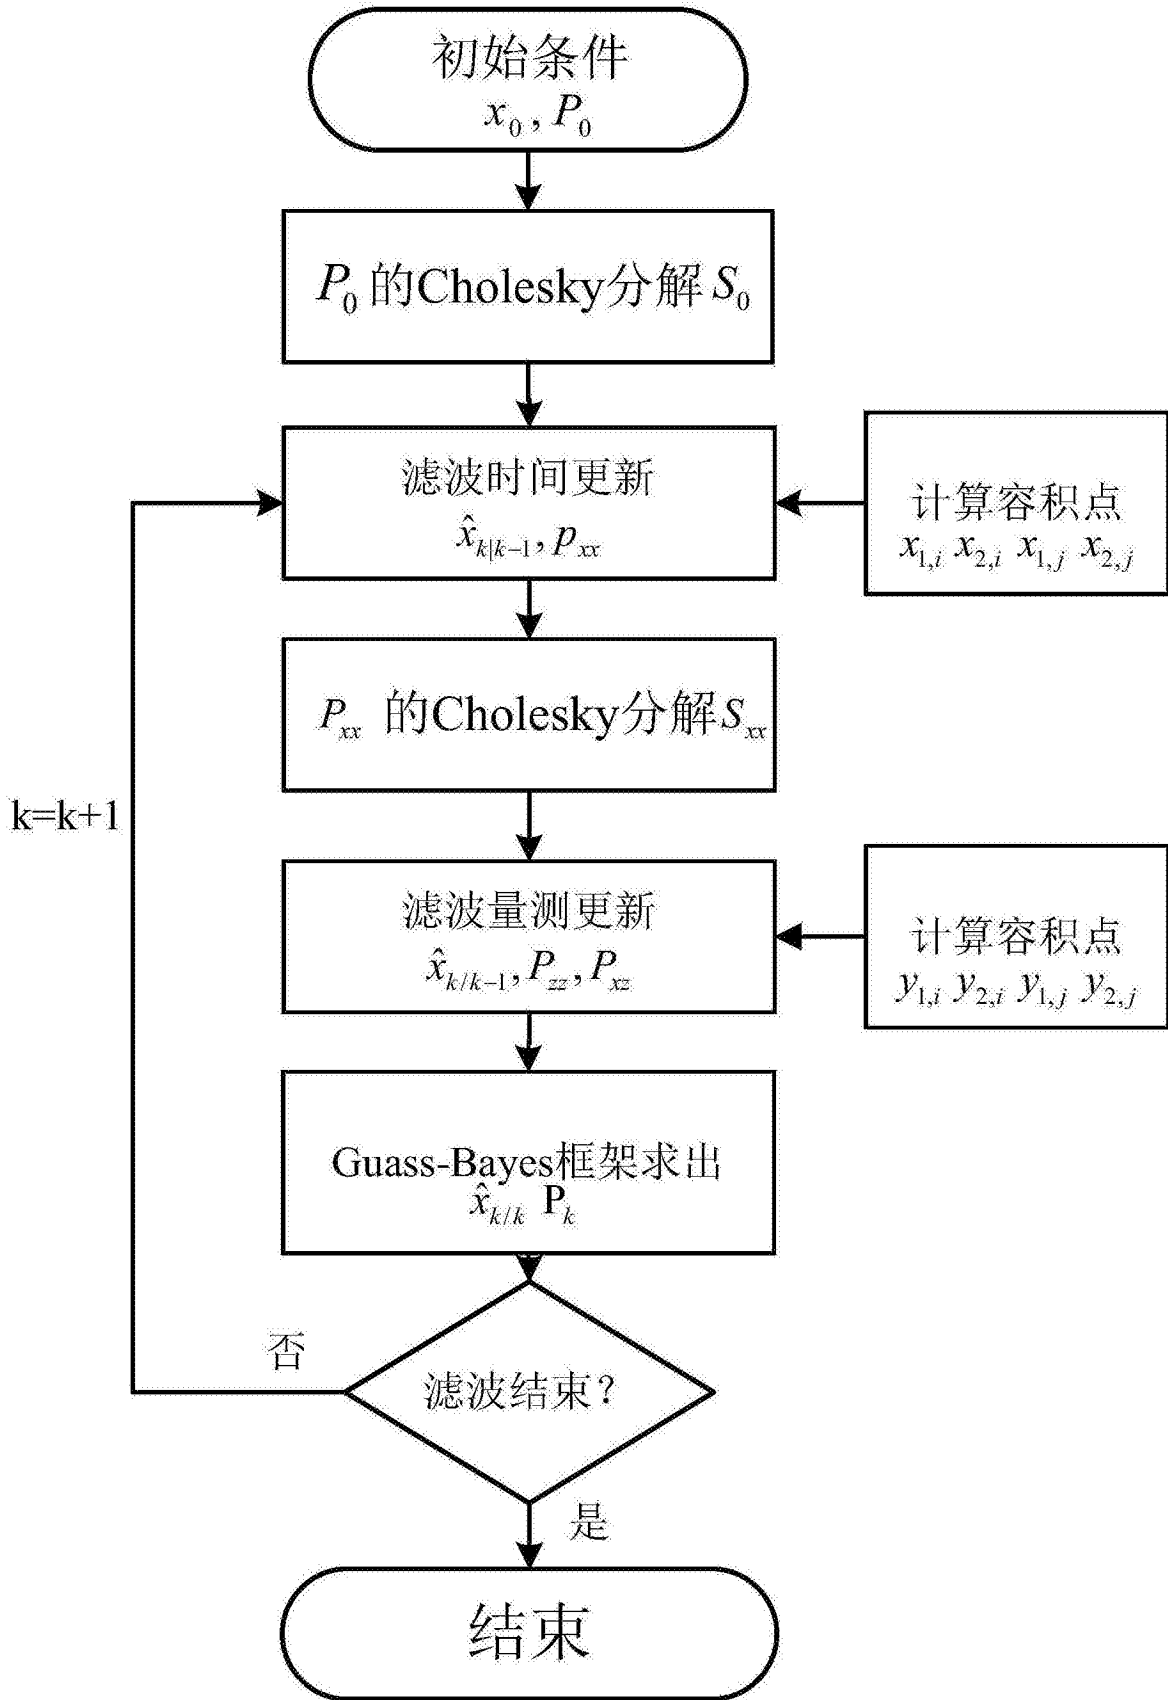 初始条件
x₀, P₀
P₀ 的Cholesky分解 S₀
滤波时间更新
x̂ₖ|ₖ₋₁, pₓₓ
计算容积点
x₁,ᵢ x₂,ᵢ x₁,ⱼ x₂,ⱼ
Pₓₓ 的Cholesky分解 Sₓₓ
k=k+1
滤波量测更新
x̂_{k/k-1}, P_{zz}, P_{xz}
计算容积点
y₁,ᵢ y₂,ᵢ y₁,ⱼ y₂,ⱼ
Guass-Bayes框架求出
x̂_{k/k} Pₖ
否
滤波结束?
是
结束